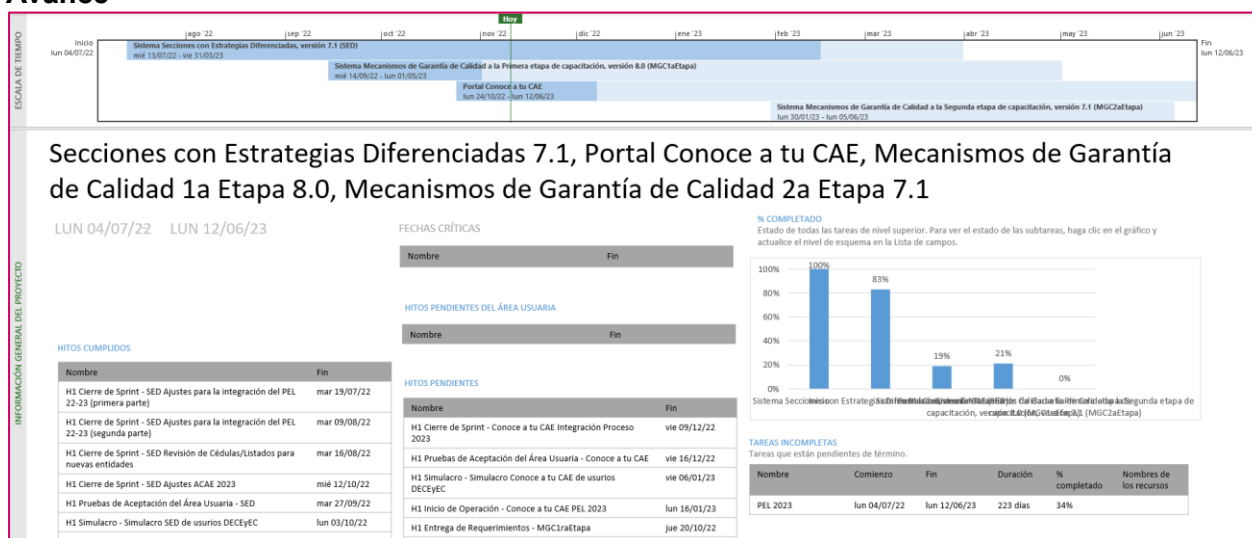 Avance
Hoy
ESCALA DE TIEMPO
Inicio
lun 04/07/22
ago '22
sep '22
oct '22
nov '22
dic '22
ene '23
feb '23
mar '23
abr '23
may '23
jun '23
Fin
lun 12/06/23
Sistema Secciones con Estrategias Diferenciadas, versión 7.1 (SED)
mié 13/07/22 - vie 31/03/23
Sistema Mecanismos de Garantía de Calidad a la Primera etapa de capacitación, versión 8.0 (MGC1aEtapa)
mié 14/09/22 - lun 01/05/23
Portal Conoce a tu CAE
lun 24/10/22 - lun 12/06/23
Sistema Mecanismos de Garantía de Calidad a la Segunda etapa de capacitación, versión 7.1 (MGC2aEtapa)
lun 30/01/23 - lun 05/06/23
INFORMACIÓN GENERAL DEL PROYECTO
Secciones con Estrategias Diferenciadas 7.1, Portal Conoce a tu CAE, Mecanismos de Garantía
de Calidad 1a Etapa 8.0, Mecanismos de Garantía de Calidad 2a Etapa 7.1
LUN 04/07/22 LUN 12/06/23
HITOS CUMPLIDOS
Nombre Fin
H1 Cierre de Sprint - SED Ajustes para la integración del PEL mar 19/07/22
22-23 (primera parte)
H1 Cierre de Sprint - SED Ajustes para la integración del PEL mar 09/08/22
22-23 (segunda parte)
H1 Cierre de Sprint - SED Revisión de Cédulas/Listados para mar 16/08/22
nuevas entidades
H1 Cierre de Sprint - SED Ajustes ACAE 2023 mié 12/10/22
H1 Pruebas de Aceptación del Área Usuaria - SED mar 27/09/22
H1 Simulacro - Simulacro SED de usurios DECEyEC lun 03/10/22
FECHAS CRÍTICAS
Nombre Fin
HITOS PENDIENTES DEL ÁREA USUARIA
Nombre Fin
HITOS PENDIENTES
Nombre Fin
H1 Cierre de Sprint - Conoce a tu CAE Integración Proceso vie 09/12/22
2023
H1 Pruebas de Aceptación del Área Usuaria - Conoce a tu CAE vie 16/12/22
H1 Simulacro - Simulacro Conoce a tu CAE de usurios vie 06/01/23
DECEyEC
H1 Inicio de Operación - Conoce a tu CAE PEL 2023 lun 16/01/23
H1 Entrega de Requerimientos - MGC1raEtapa jue 20/10/22
% COMPLETADO
Estado de todas las tareas de nivel superior. Para ver el estado de las subtareas, haga clic en el gráfico y
actualice el nivel de esquema en la Lista de campos.
100%
80%
60%
40%
20%
0%
100%
83%
19%
21%
0%
TAREAS INCOMPLETAS
Tareas que están pendientes de término.
Nombre Comienzo Fin Duración % completado Nombres de los recursos
PEL 2023 lun 04/07/22 lun 12/06/23 223 días 34%